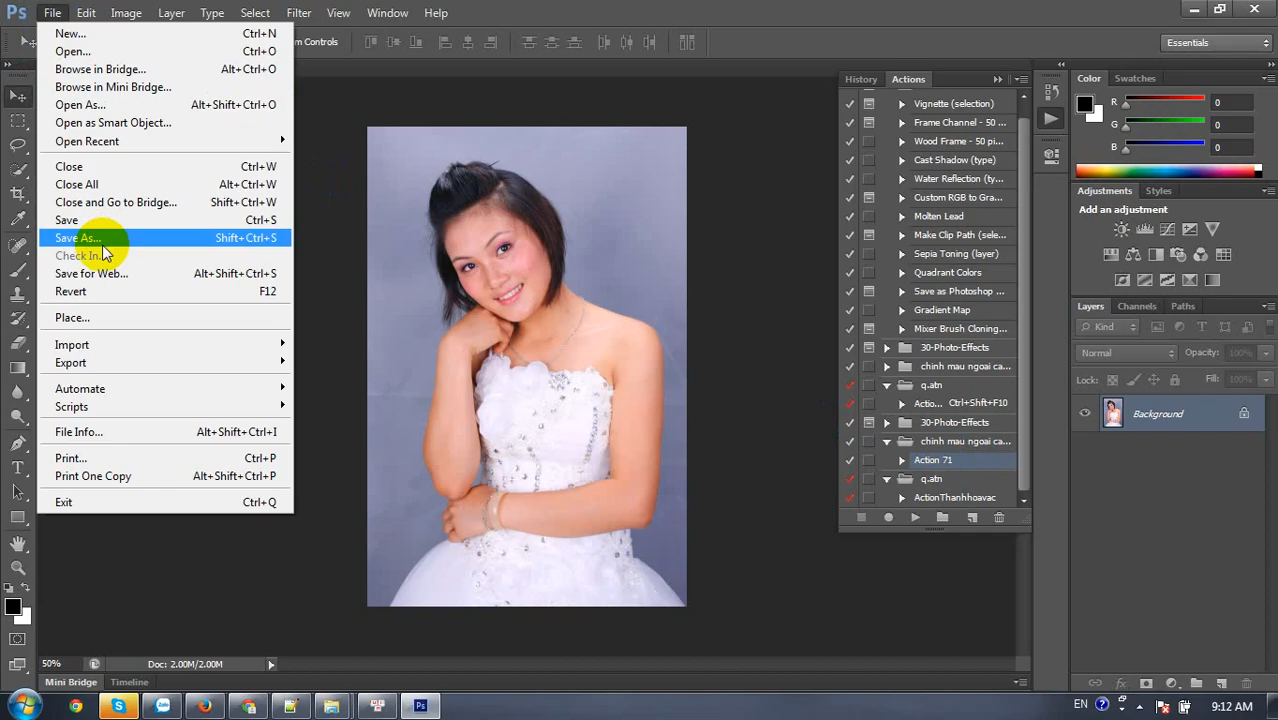 Ps File Edit Image Layer Type Select Filter View Window Help
m Controls
Essentials
New... Ctrl+N
Open... Ctrl+O
Browse in Bridge... Alt+Ctrl+O
Browse in Mini Bridge...
Open As... Alt+Shift+Ctrl+O
Open as Smart Object...
Open Recent
Close Ctrl+W
Close All Alt+Ctrl+W
Close and Go to Bridge... Shift+Ctrl+W
Save Ctrl+S
Save As... Shift+Ctrl+S
Check In...
Save for Web... Alt+Shift+Ctrl+S
Revert F12
Place...
Import
Export
Automate
Scripts
File Info... Alt+Shift+Ctrl+I
Print... Ctrl+P
Print One Copy Alt+Shift+Ctrl+P
Exit Ctrl+Q
History Actions
Vignette (selection)
Frame Channel - 50 ...
Wood Frame - 50 pi...
Cast Shadow (type)
Water Reflection (ty...
Custom RGB to Gra...
Molten Lead
Make Clip Path (sele...
Sepia Toning (layer)
Quadrant Colors
Save as Photoshop ...
Gradient Map
Mixer Brush Cloning...
30-Photo-Effects
chinh mau ngoai ca...
q.atn
Actio... Ctrl+Shft+F10
30-Photo-Effects
chinh mau ngoai ca...
Action 71
q.atn
ActionThanhhoavac
Color Swatches
R 0
G 0
B 0
Adjustments Styles
Add an adjustment
Layers Channels Paths
Kind
Normal Opacity: 100%
Lock: Fill: 100%
Background
50% Doc: 2.00M/2.00M
Mini Bridge Timeline
Ps
EN 9:12 AM